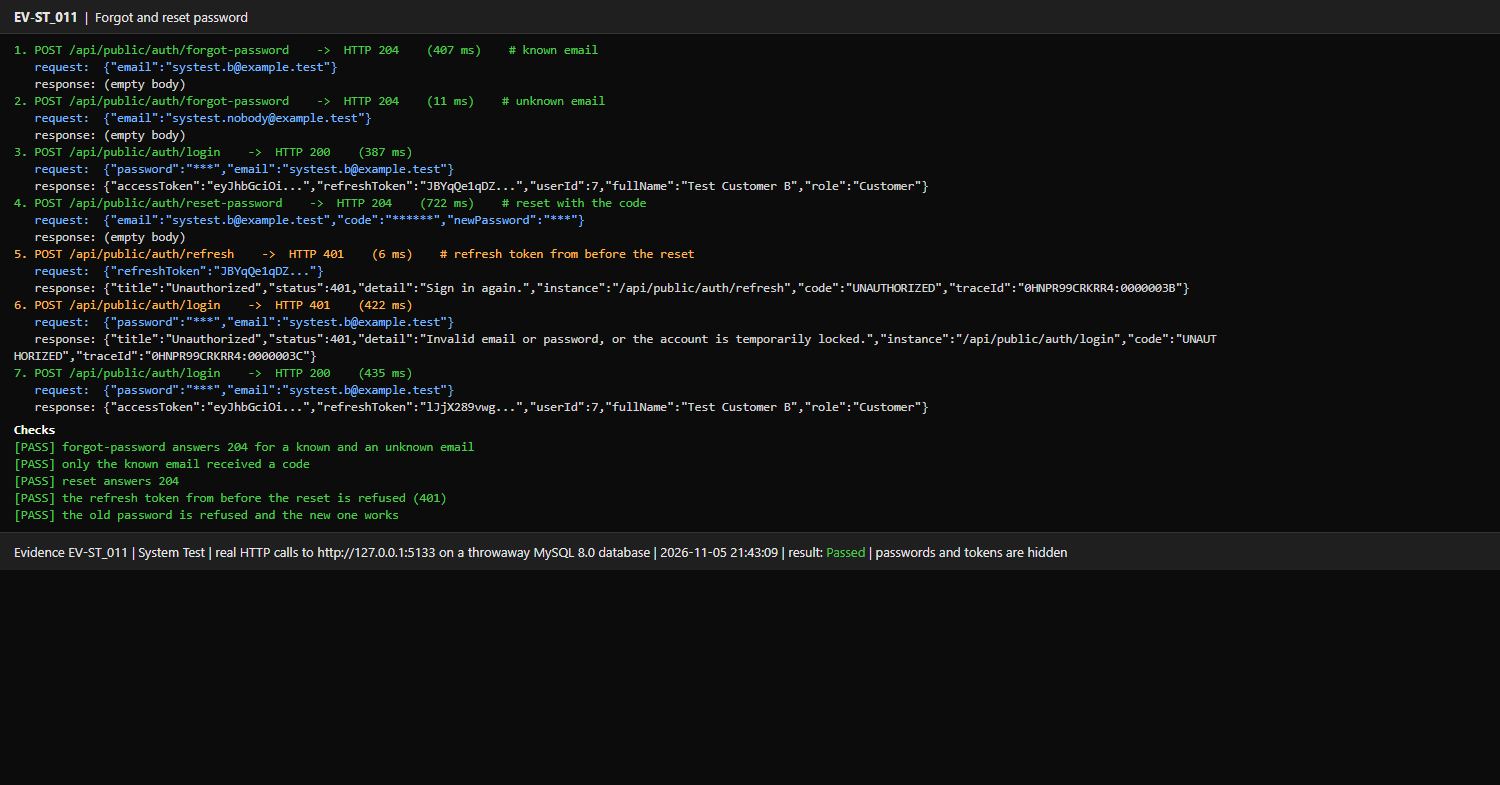 EV-ST_011 | Forgot and reset password
1. POST /api/public/auth/forgot-password -> HTTP 204 (407 ms) # known email
request: {"email":"systest.b@example.test"}
response: (empty body)
2. POST /api/public/auth/forgot-password -> HTTP 204 (11 ms) # unknown email
request: {"email":"systest.nobody@example.test"}
response: (empty body)
3. POST /api/public/auth/login -> HTTP 200 (387 ms)
request: {"password":"***","email":"systest.b@example.test"}
response: {"accessToken":"eyJhbGciOi...","refreshToken":"JBYqQe1qDZ...","userId":7,"fullName":"Test Customer B","role":"Customer"}
4. POST /api/public/auth/reset-password -> HTTP 204 (722 ms) # reset with the code
request: {"email":"systest.b@example.test","code":"******","newPassword":"***"}
response: (empty body)
5. POST /api/public/auth/refresh -> HTTP 401 (6 ms) # refresh token from before the reset
request: {"refreshToken":"JBYqQe1qDZ..."}
response: {"title":"Unauthorized","status":401,"detail":"Sign in again.","instance":"/api/public/auth/refresh","code":"UNAUTHORIZED","traceId":"0HNPR99CRKRR4:0000003B"}
6. POST /api/public/auth/login -> HTTP 401 (422 ms)
request: {"password":"***","email":"systest.b@example.test"}
response: {"title":"Unauthorized","status":401,"detail":"Invalid email or password, or the account is temporarily locked.","instance":"/api/public/auth/login","code":"UNAUT
HORIZED","traceId":"0HNPR99CRKRR4:0000003C"}
7. POST /api/public/auth/login -> HTTP 200 (435 ms)
request: {"password":"***","email":"systest.b@example.test"}
response: {"accessToken":"eyJhbGciOi...","refreshToken":"lJjX289vwg...","userId":7,"fullName":"Test Customer B","role":"Customer"}
Checks
[PASS] forgot-password answers 204 for a known and an unknown email
[PASS] only the known email received a code
[PASS] reset answers 204
[PASS] the refresh token from before the reset is refused (401)
[PASS] the old password is refused and the new one works
Evidence EV-ST_011 | System Test | real HTTP calls to http://127.0.0.1:5133 on a throwaway MySQL 8.0 database | 2026-11-05 21:43:09 | result: Passed | passwords and tokens are hidden